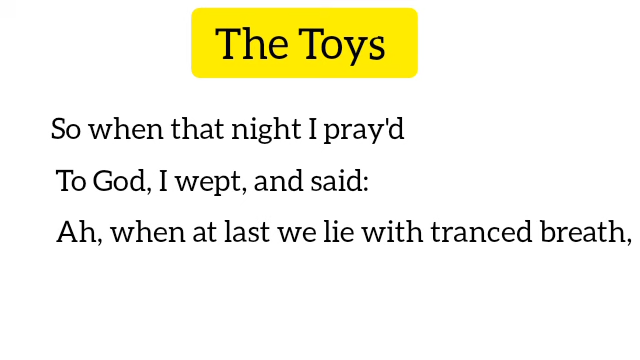 The Toys
So when that night I pray'd
To God, I wept, and said:
Ah, when at last we lie with tranced breath,